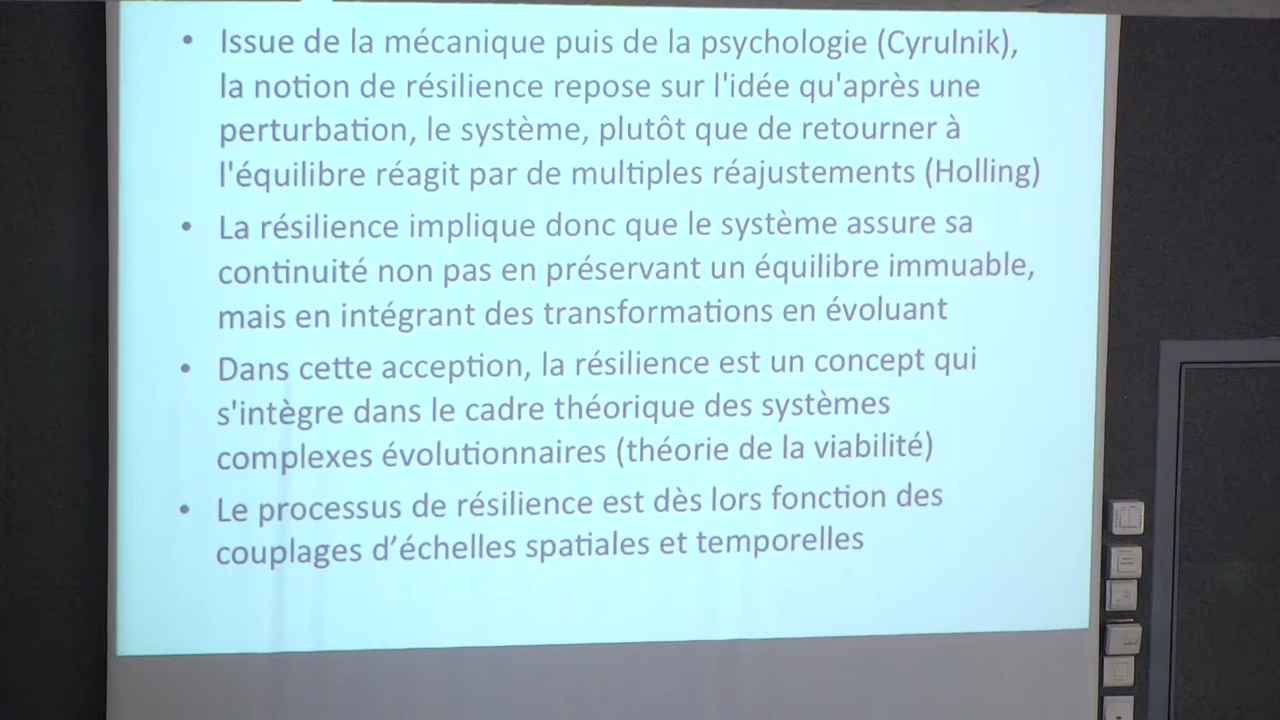 • Issue de la mécanique puis de la psychologie (Cyrulnik),
la notion de résilience repose sur l'idée qu'après une
perturbation, le système, plutôt que de retourner à
l'équilibre réagit par de multiples réajustements (Holling)
• La résilience implique donc que le système assure sa
continuité non pas en préservant un équilibre immuable,
mais en intégrant des transformations en évoluant
• Dans cette acception, la résilience est un concept qui
s'intègre dans le cadre théorique des systèmes
complexes évolutionnaires (théorie de la viabilité)
• Le processus de résilience est dès lors fonction des
couplages d’échelles spatiales et temporelles